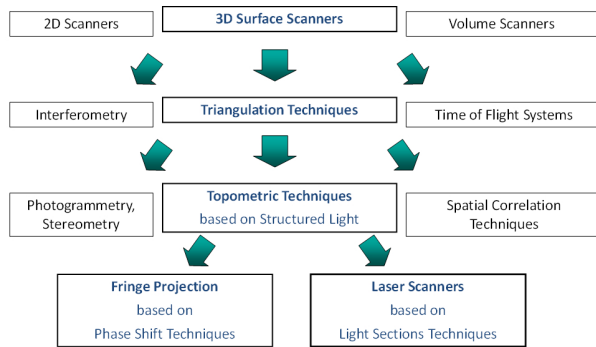 2D Scanners
3D Surface Scanners
Volume Scanners
Interferometry
Triangulation Techniques
Time of Flight Systems
Photogrammetry,
Stereometry
Topometric Techniques
based on Structured Light
Spatial Correlation
Techniques
Fringe Projection
based on
Phase Shift Techniques
Laser Scanners
based on
Light Sections Techniques